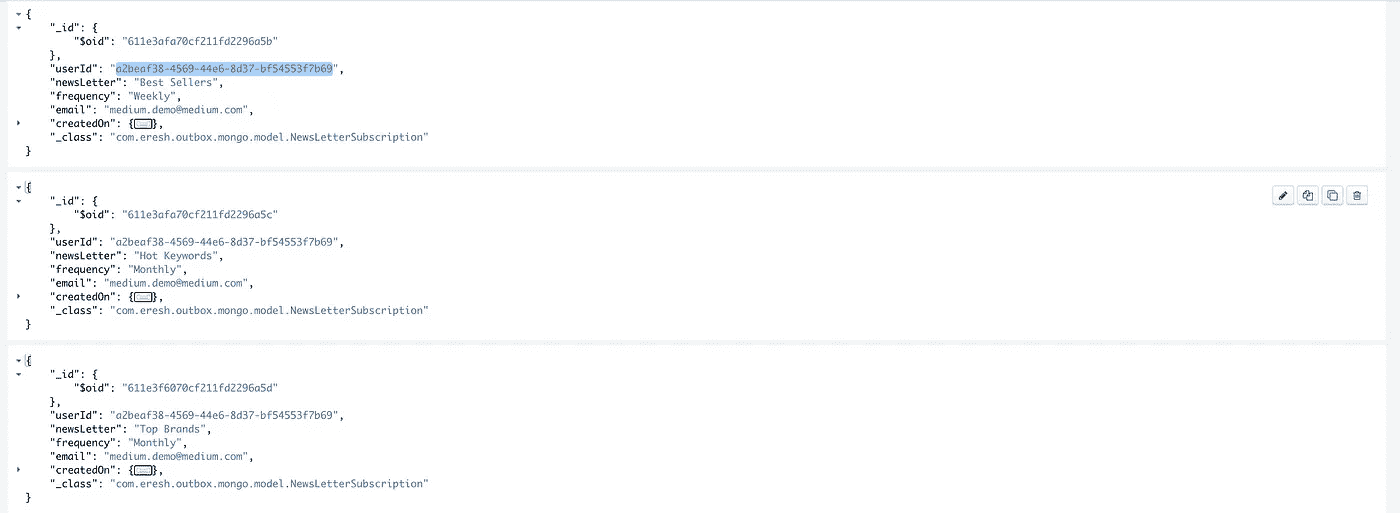 {
"_id": {
"$oid": "611e3afa70cf211fd2296a5b"
},
"userId": "a2beaf38-4569-44e6-8d37-bf54553f7b69",
"newsLetter": "Best Sellers",
"frequency": "Weekly",
"email": "medium.demo@medium.com",
"createdOn": {...},
"_class": "com.eresh.outbox.mongo.model.NewsLetterSubscription"
}
{
"_id": {
"$oid": "611e3afa70cf211fd2296a5c"
},
"userId": "a2beaf38-4569-44e6-8d37-bf54553f7b69",
"newsLetter": "Hot Keywords",
"frequency": "Monthly",
"email": "medium.demo@medium.com",
"createdOn": {...},
"_class": "com.eresh.outbox.mongo.model.NewsLetterSubscription"
}
{
"_id": {
"$oid": "611e3f6070cf211fd2296a5d"
},
"userId": "a2beaf38-4569-44e6-8d37-bf54553f7b69",
"newsLetter": "Top Brands",
"frequency": "Monthly",
"email": "medium.demo@medium.com",
"createdOn": {...},
"_class": "com.eresh.outbox.mongo.model.NewsLetterSubscription"
}